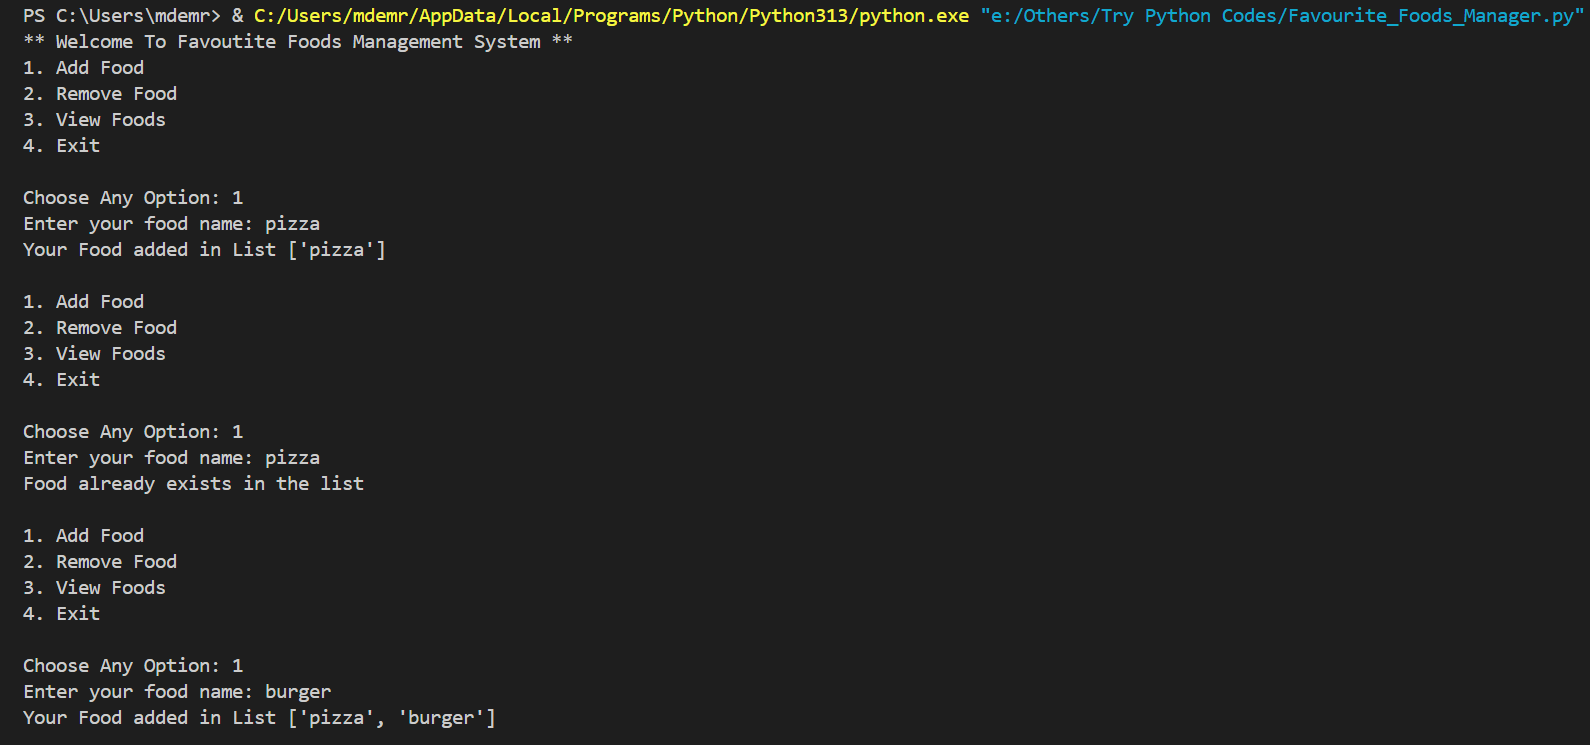 PS C:\Users\mdemr> & C:/Users/mdemr/AppData/Local/Programs/Python/Python313/python.exe "e:/Others/Try Python Codes/Favourite_Foods_Manager.py"
** Welcome To Favoutite Foods Management System **
1. Add Food
2. Remove Food
3. View Foods
4. Exit
Choose Any Option: 1
Enter your food name: pizza
Your Food added in List ['pizza']
1. Add Food
2. Remove Food
3. View Foods
4. Exit
Choose Any Option: 1
Enter your food name: pizza
Food already exists in the list
1. Add Food
2. Remove Food
3. View Foods
4. Exit
Choose Any Option: 1
Enter your food name: burger
Your Food added in List ['pizza', 'burger']